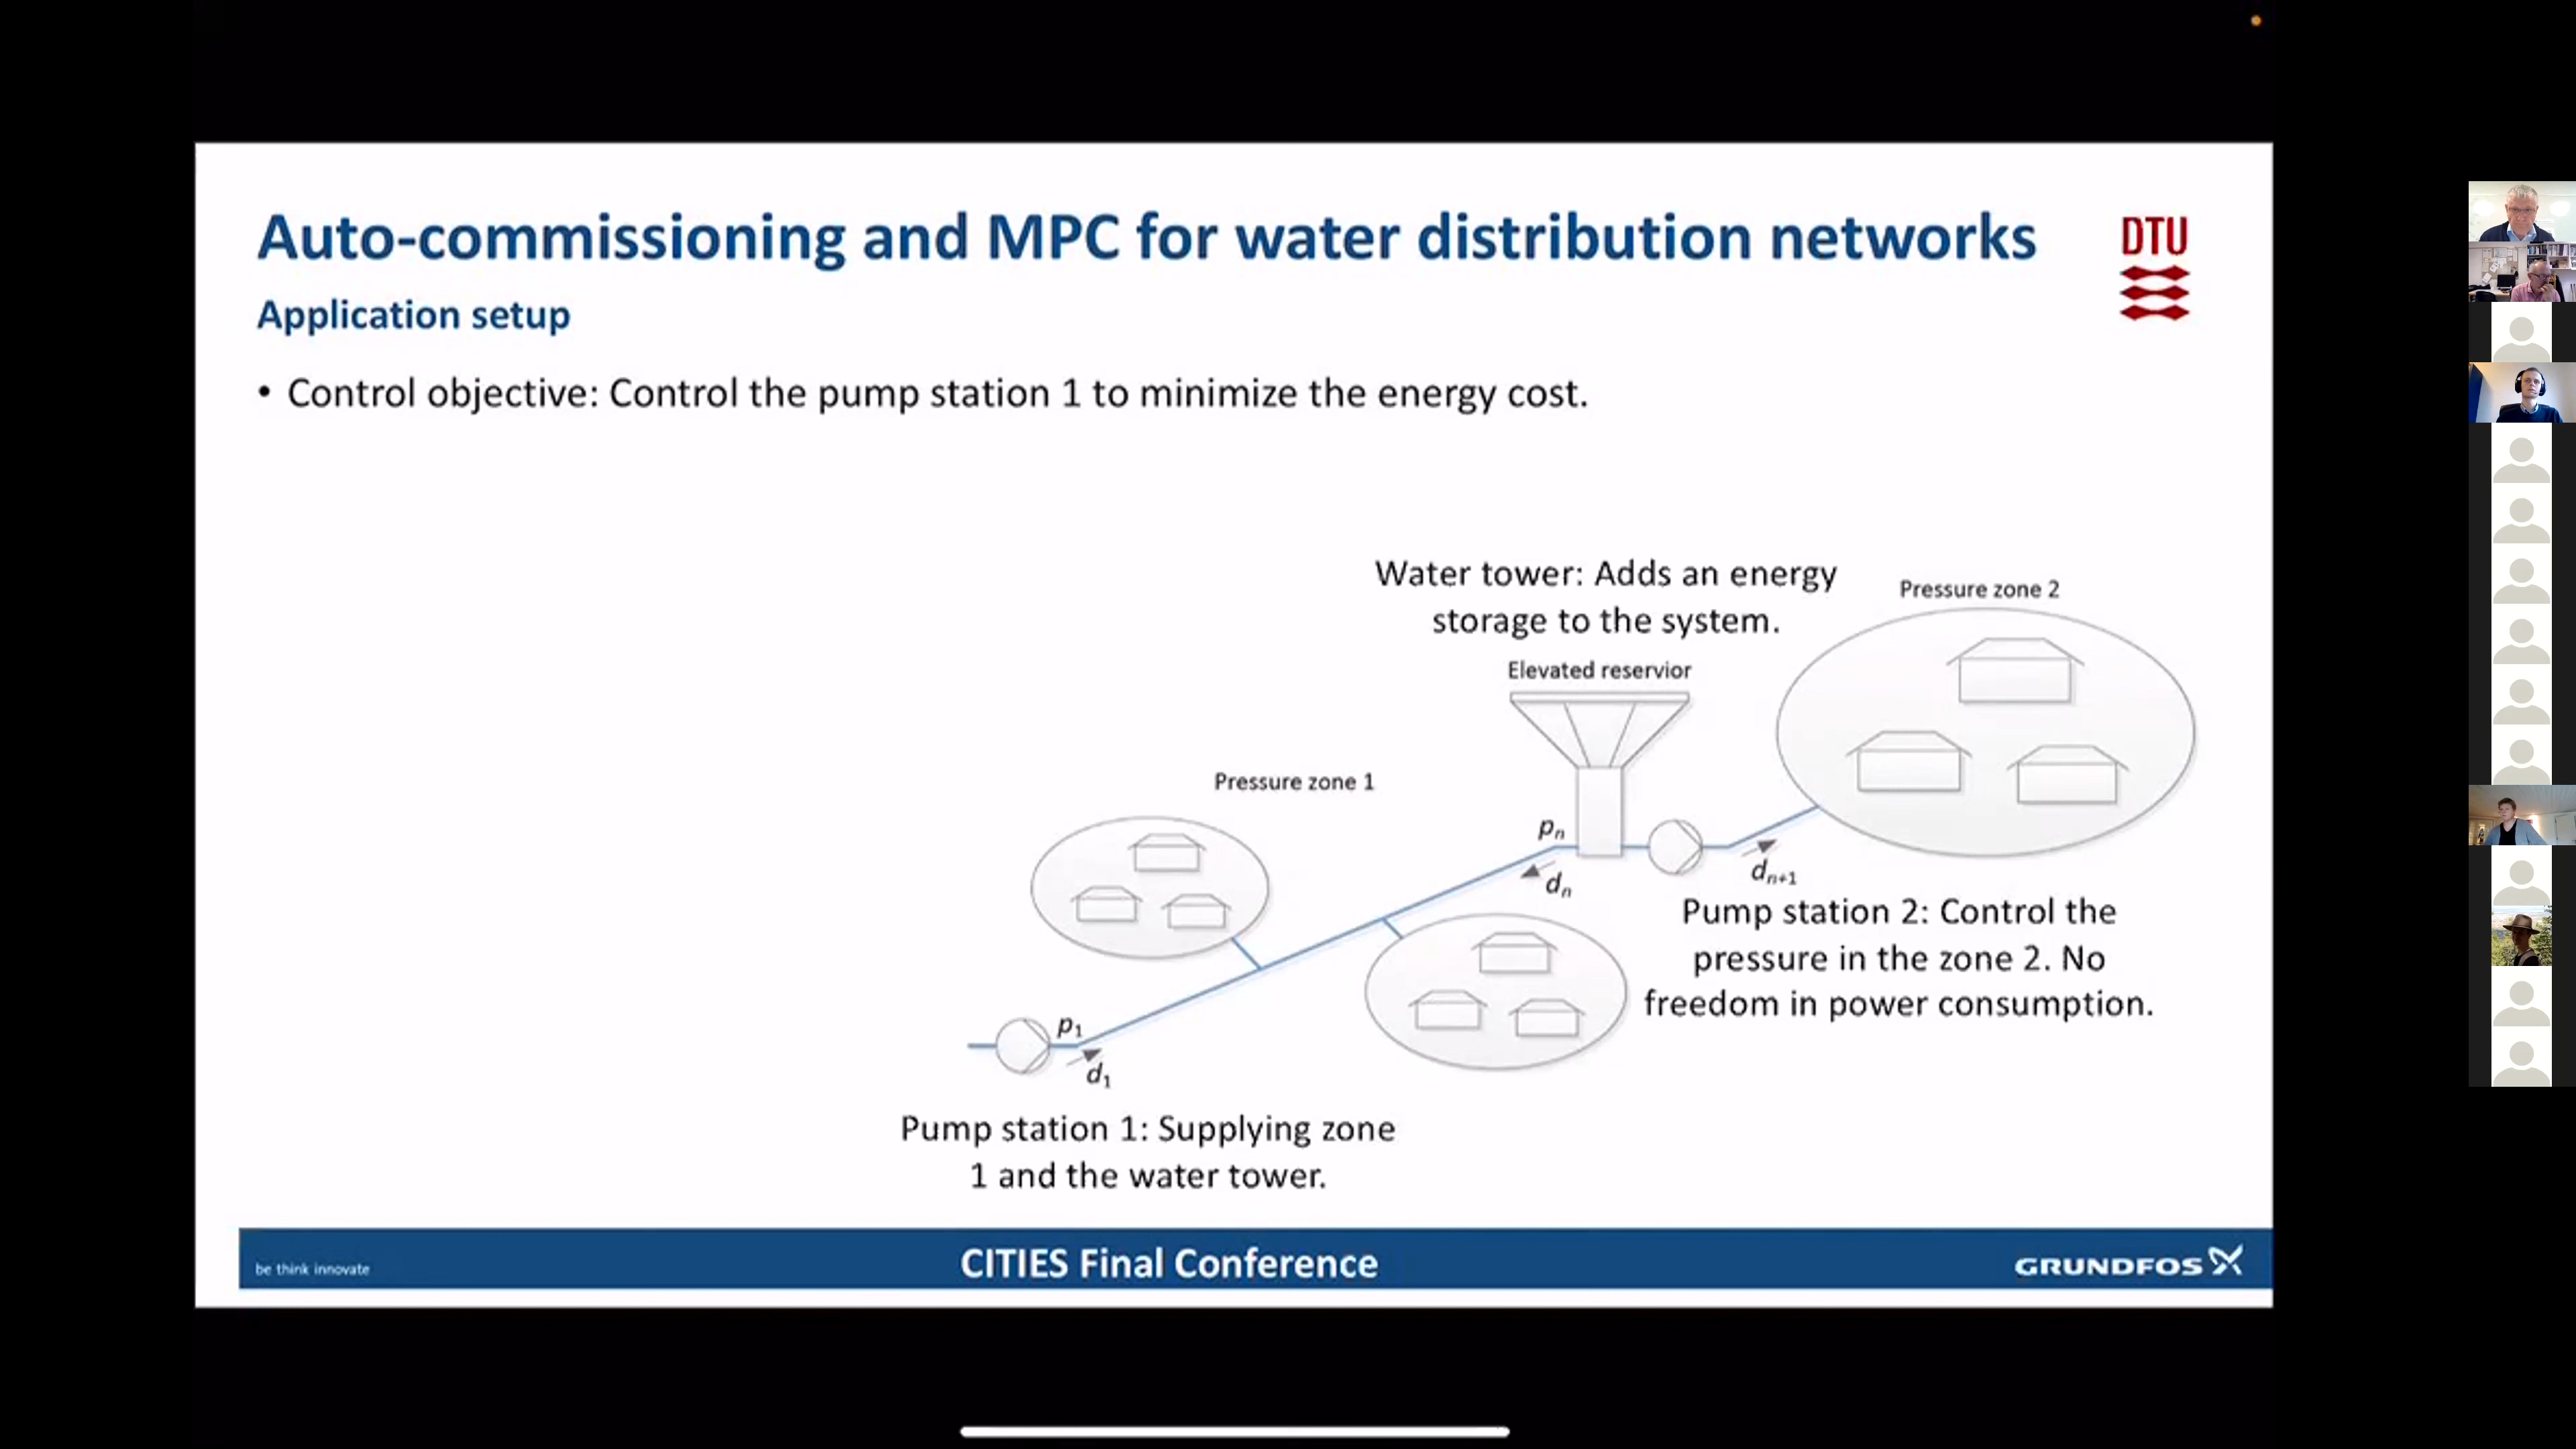 Auto-commissioning and MPC for water distribution networks
DTU
Application setup
• Control objective: Control the pump station 1 to minimize the energy cost.
Water tower: Adds an energy
storage to the system.
Pressure zone 2
Elevated reservior
Pressure zone 1
pn
dn
dn+1
Pump station 2: Control the
pressure in the zone 2. No
freedom in power consumption.
p1
d1
Pump station 1: Supplying zone
1 and the water tower.
be think innovate
CITIES Final Conference
GRUNDFOS